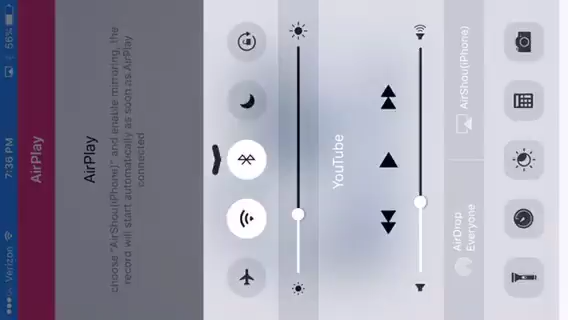 Verizon 7:36 PM 56%
AirPlay
AirPlay
choose "AirShou(iPhone)" and enable mirroring, the
record will start automatically as soon as AirPlay
connected
YouTube
AirDrop
Everyone
AirShou(iPhone)